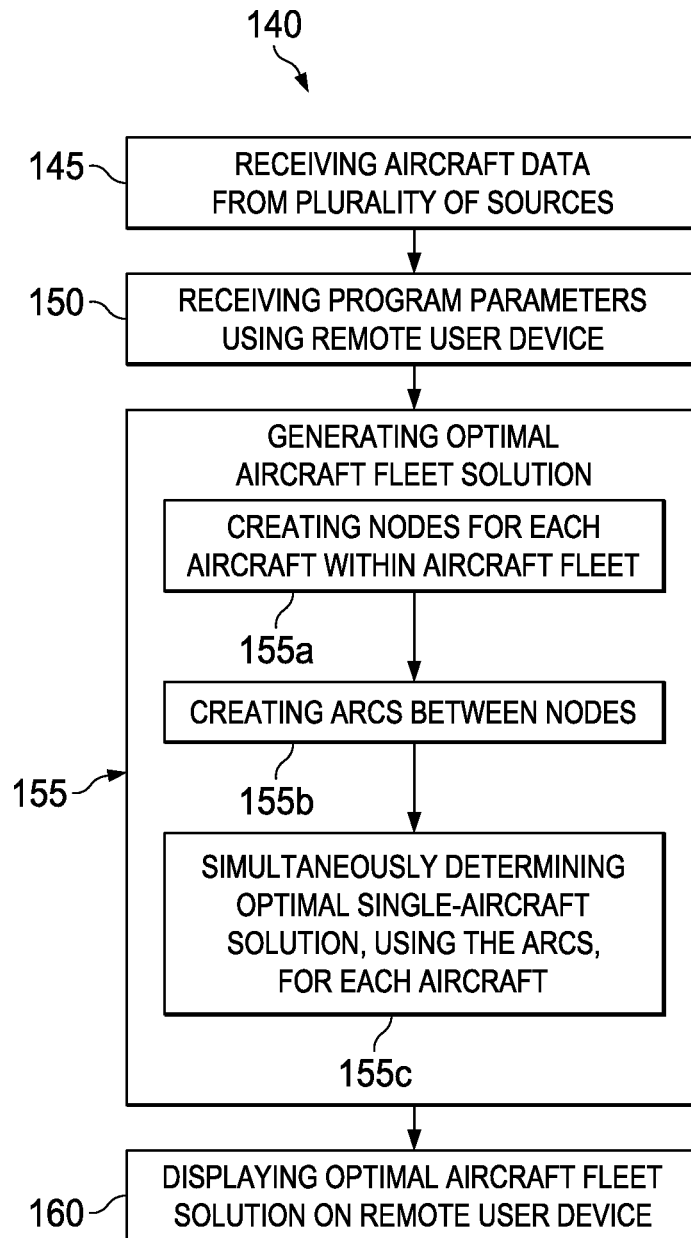 140
145
RECEIVING AIRCRAFT DATA
FROM PLURALITY OF SOURCES
150
RECEIVING PROGRAM PARAMETERS
USING REMOTE USER DEVICE
GENERATING OPTIMAL
AIRCRAFT FLEET SOLUTION
CREATING NODES FOR EACH
AIRCRAFT WITHIN AIRCRAFT FLEET
155a
CREATING ARCS BETWEEN NODES
155
155b
SIMULTANEOUSLY DETERMINING
OPTIMAL SINGLE-AIRCRAFT
SOLUTION, USING THE ARCS,
FOR EACH AIRCRAFT
155c
160
DISPLAYING OPTIMAL AIRCRAFT FLEET
SOLUTION ON REMOTE USER DEVICE